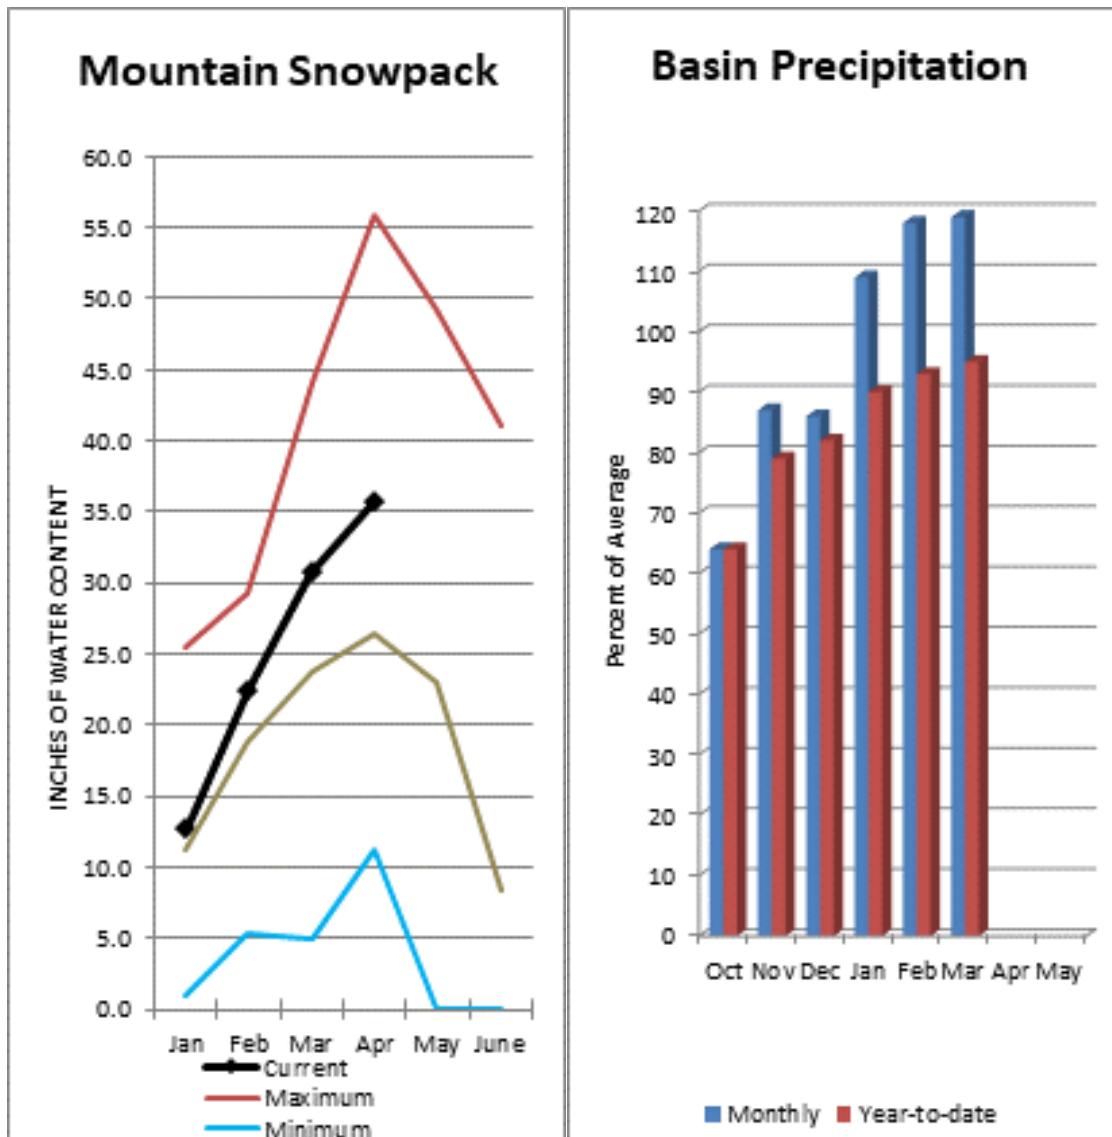 Mountain Snowpack
INCHES OF WATER CONTENT
60.0
55.0
50.0
45.0
40.0
35.0
30.0
25.0
20.0
15.0
10.0
5.0
0.0
Jan Feb Mar Apr May June
Current
Maximum
Minimum
Basin Precipitation
Percent of Average
120
110
100
90
80
70
60
50
40
30
20
10
0
Oct Nov Dec Jan Feb Mar Apr May
Monthly Year-to-date